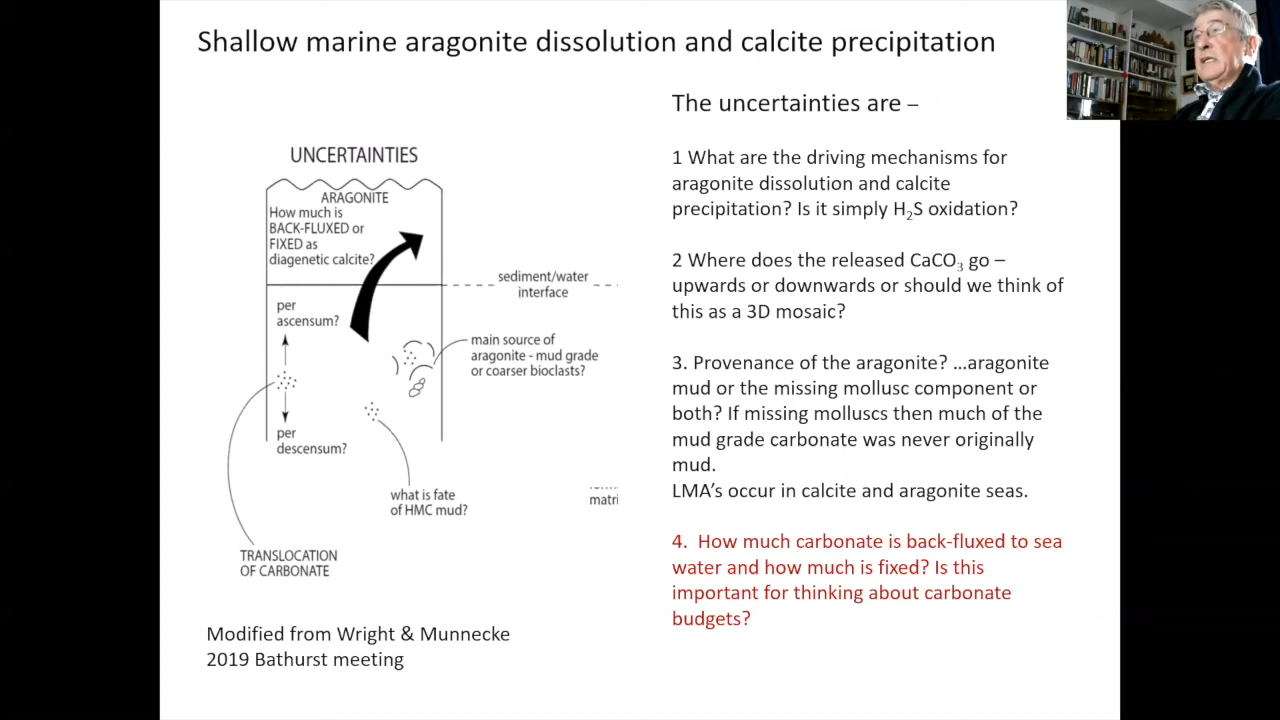 Shallow marine aragonite dissolution and calcite precipitation
UNCERTAINTIES
ARAGONITE
How much is
BACK-FLUXED or
FIXED as
diagenetic calcite?
sediment/water
interface
per
ascensum?
main source of
aragonite - mud grade
or coarser bioclasts?
per
descensum?
what is fate
of HMC mud?
matri
TRANSLOCATION
OF CARBONATE
Modified from Wright & Munnecke
2019 Bathurst meeting
The uncertainties are –
1 What are the driving mechanisms for
aragonite dissolution and calcite
precipitation? Is it simply H₂S oxidation?
2 Where does the released CaCO₃ go –
upwards or downwards or should we think of
this as a 3D mosaic?
3. Provenance of the aragonite? ...aragonite
mud or the missing mollusc component or
both? If missing molluscs then much of the
mud grade carbonate was never originally
mud.
LMA's occur in calcite and aragonite seas.
4. How much carbonate is back-fluxed to sea
water and how much is fixed? Is this
important for thinking about carbonate
budgets?